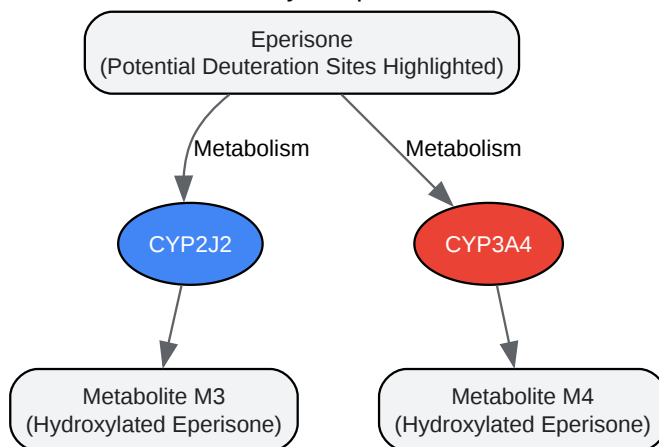 Eperisone
(Potential Deuteration Sites Highlighted)
Metabolism
Metabolism
CYP2J2
CYP3A4
Metabolite M3
(Hydroxylated Eperisone)
Metabolite M4
(Hydroxylated Eperisone)